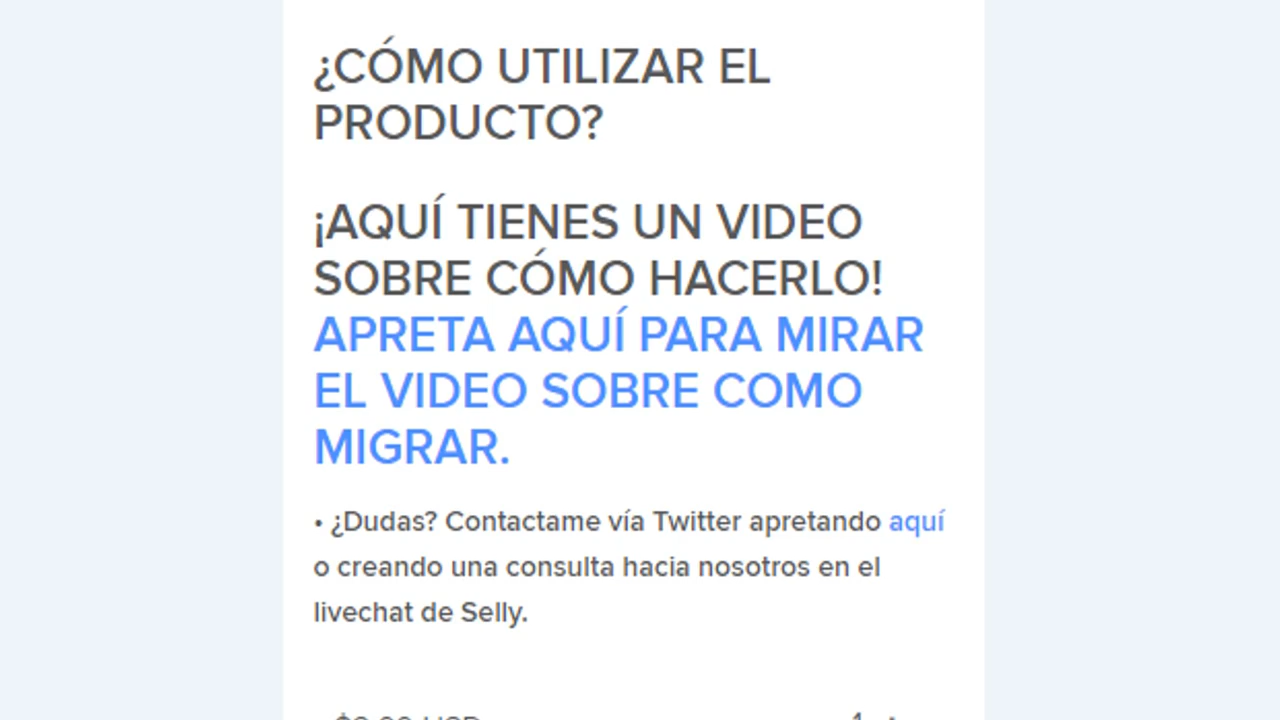 ¿CÓMO UTILIZAR EL
PRODUCTO?
¡AQUÍ TIENES UN VIDEO
SOBRE CÓMO HACERLO!
APRETA AQUÍ PARA MIRAR
EL VIDEO SOBRE COMO
MIGRAR.
• ¿Dudas? Contactame vía Twitter apretando aquí
o creando una consulta hacia nosotros en el
livechat de Selly.